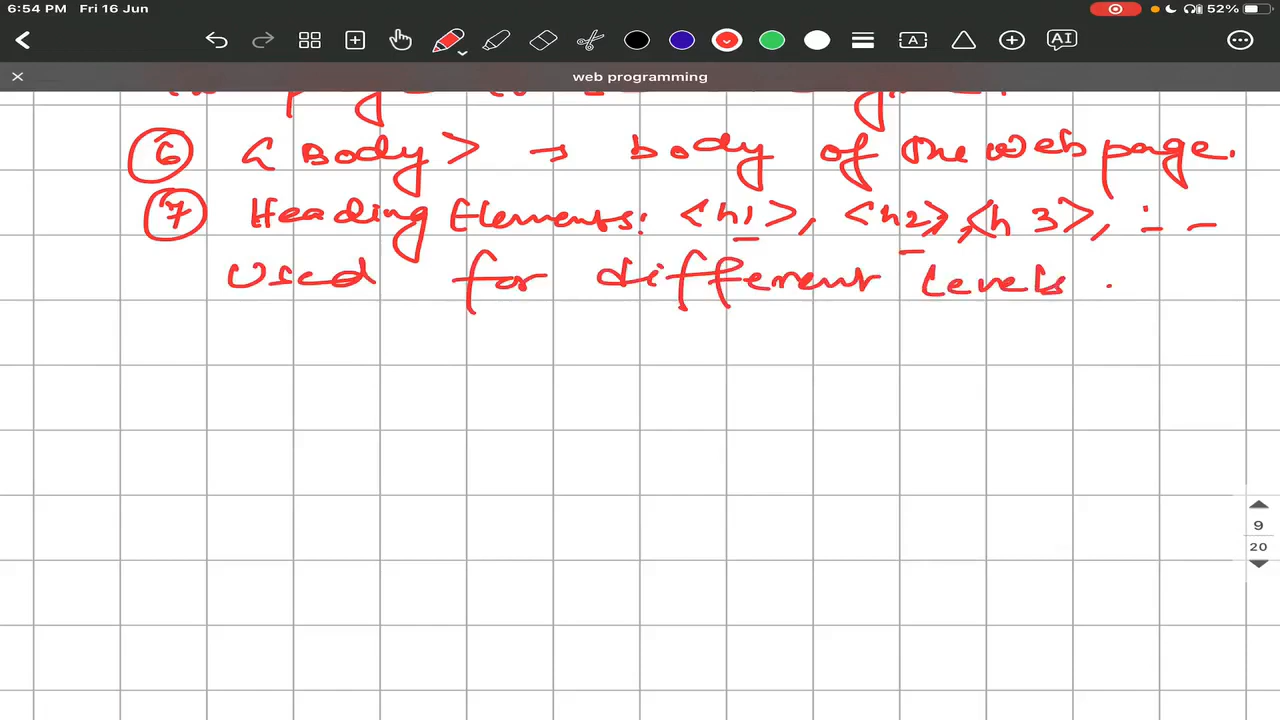 6:54 PM Fri 16 Jun
52%
A
AI
web programming
6 < Body > → body of the web page.
7 Heading Elements: <h1>, <h2>, <h3>, : - -
Used for different levels.
9
20